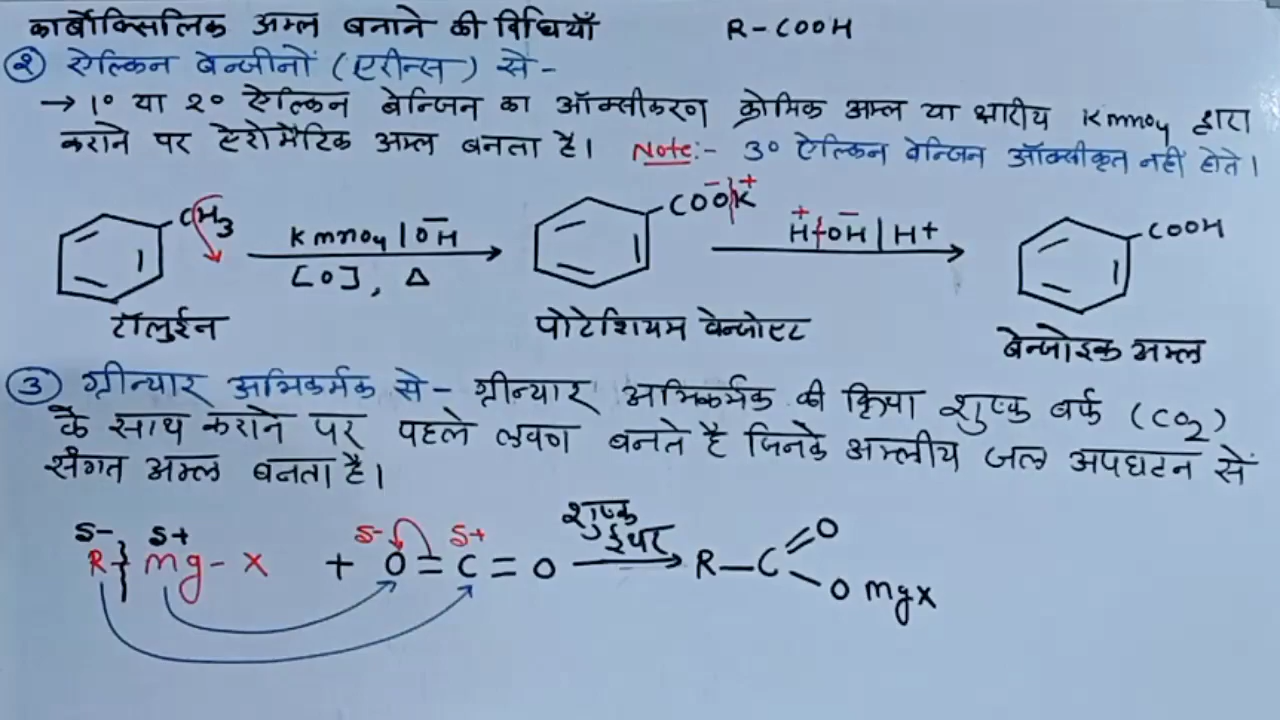 कार्बोक्सिलिक अम्ल बनाने की विधियाँ R-COOH
② ऐल्किन बेन्जीनों (एरीन्स) से -
→ 1° या 2° ऐल्किन बेन्जिन का ऑक्सीकरण क्रोमिक अम्ल या क्षारीय KmnO4 द्वारा
कराने पर ऐरोमैटिक अम्ल बनता है। Note:- 3° ऐल्किन बेन्जिन ऑक्सीकृत नहीं होते।
CH3 KmnO4 | OH⁻ COO⁻K⁺ H⁺-OH⁻ | H+ COOH
[O], Δ
टॉलुईन पोटेशियम बेन्जोएट बेन्जोइक अम्ल
③ ग्रीन्यार अभिकर्मक से - ग्रीन्यार अभिकर्मक की क्रिया शुष्क बर्फ (CO2)
के साथ कराने पर पहले लवण बनते है जिनके अम्लीय जल अपघटन से
संगत अम्ल बनता है।
S- S+ S- S+ शुष्क ईथर
R mg-X + O=C=O → R-C=O
O mgx